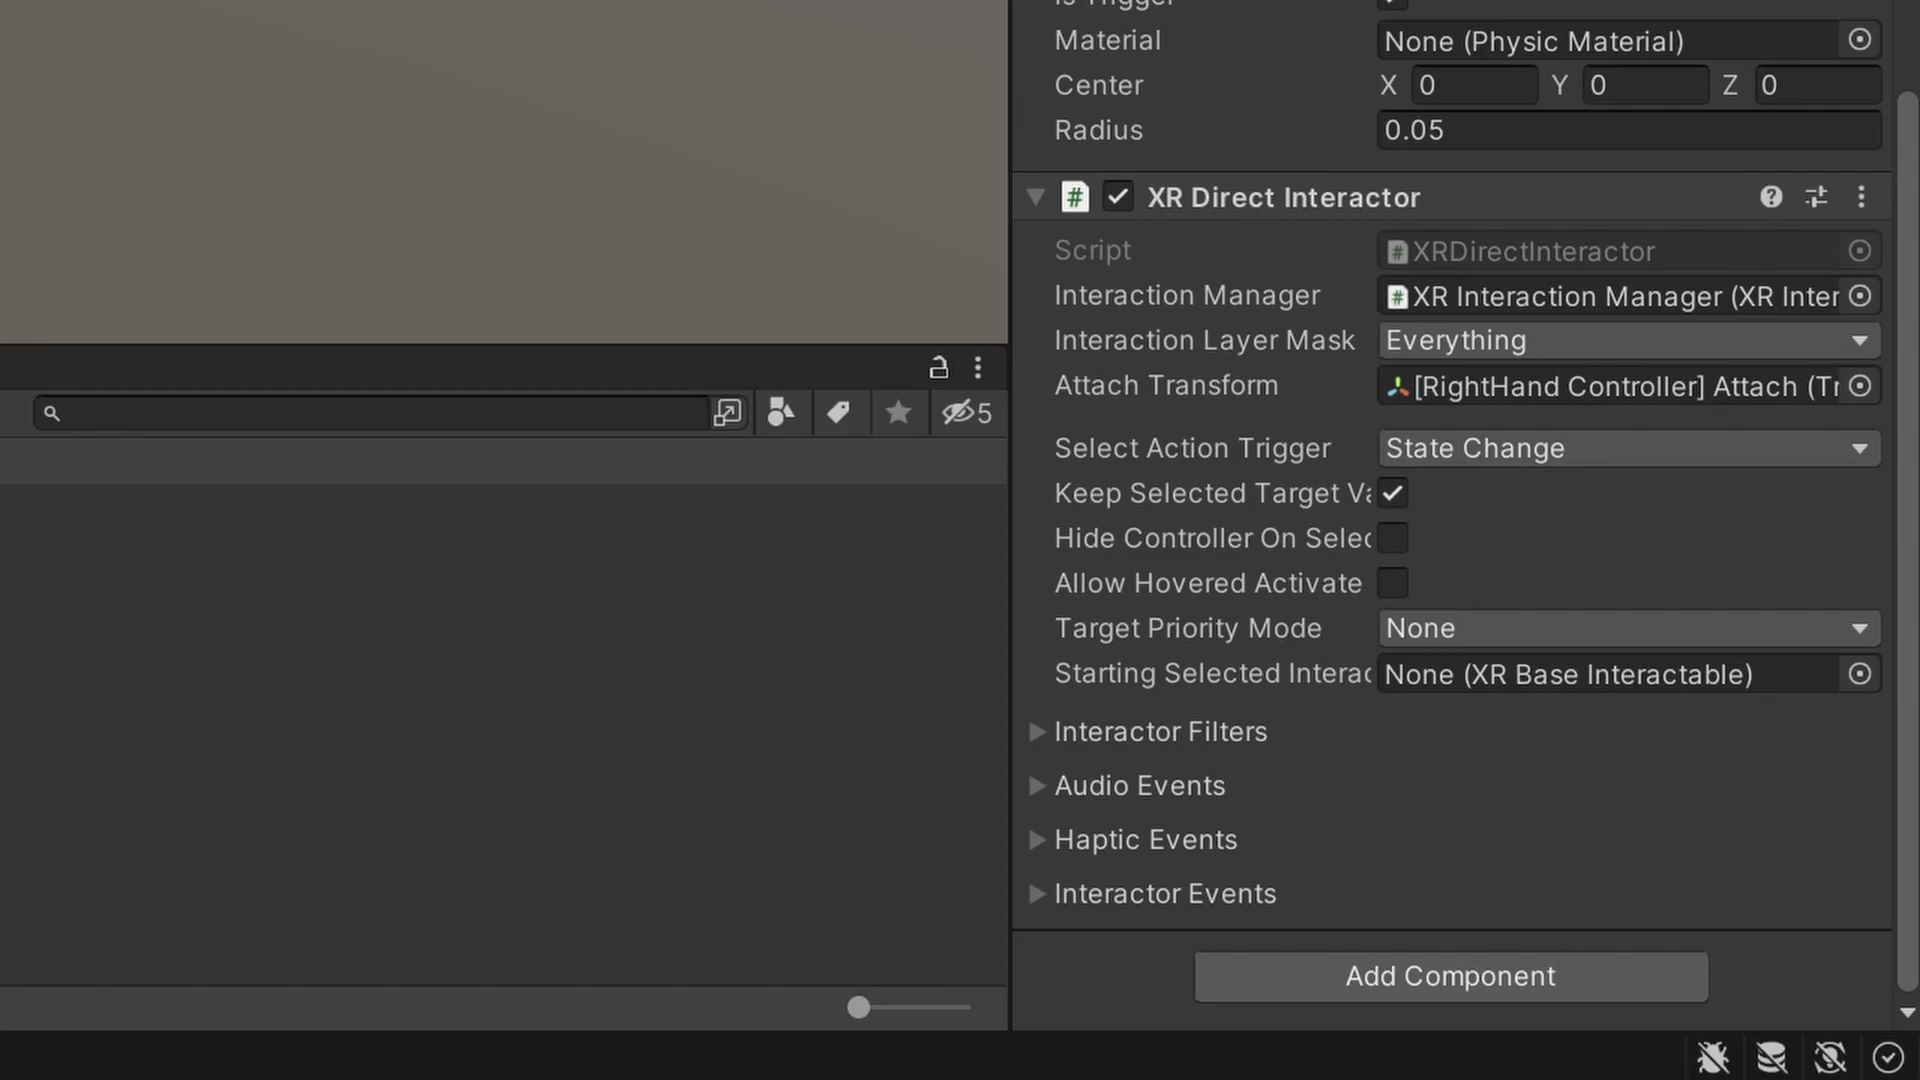 Is Trigger
Material None (Physic Material)
Center X 0 Y 0 Z 0
Radius 0.05
# XR Direct Interactor
Script # XRDirectInteractor
Interaction Manager # XR Interaction Manager (XR Inter
Interaction Layer Mask Everything
Attach Transform [RightHand Controller] Attach (Tr
5
Select Action Trigger State Change
Keep Selected Target Va
Hide Controller On Selec
Allow Hovered Activate
Target Priority Mode None
Starting Selected Interac None (XR Base Interactable)
Interactor Filters
Audio Events
Haptic Events
Interactor Events
Add Component